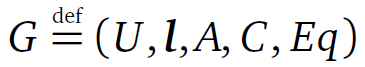 G ≝ (U, l, A, C, Eq)